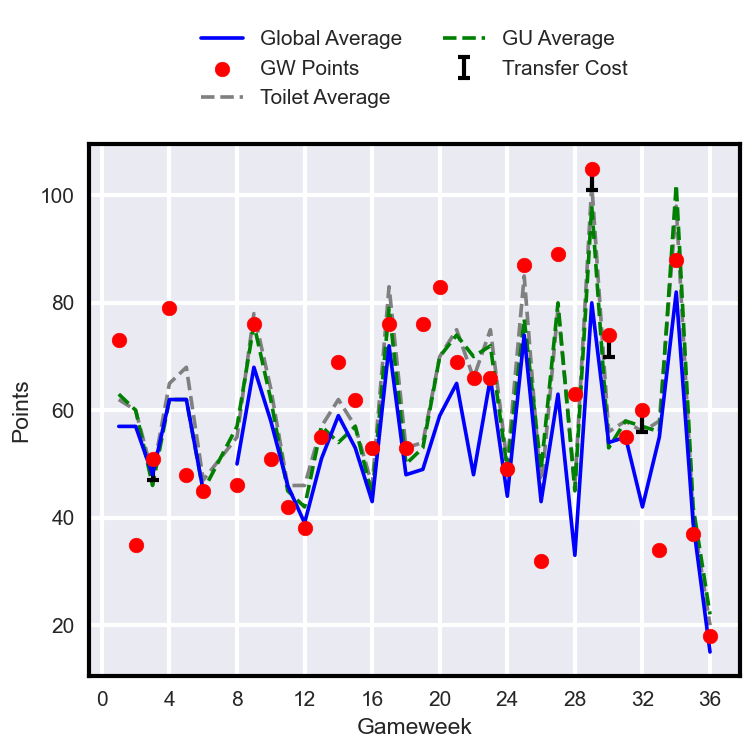 Global Average
GW Points
Toilet Average
GU Average
Transfer Cost
100
80
60
40
20
Points
0 4 8 12 16 20 24 28 32 36
Gameweek